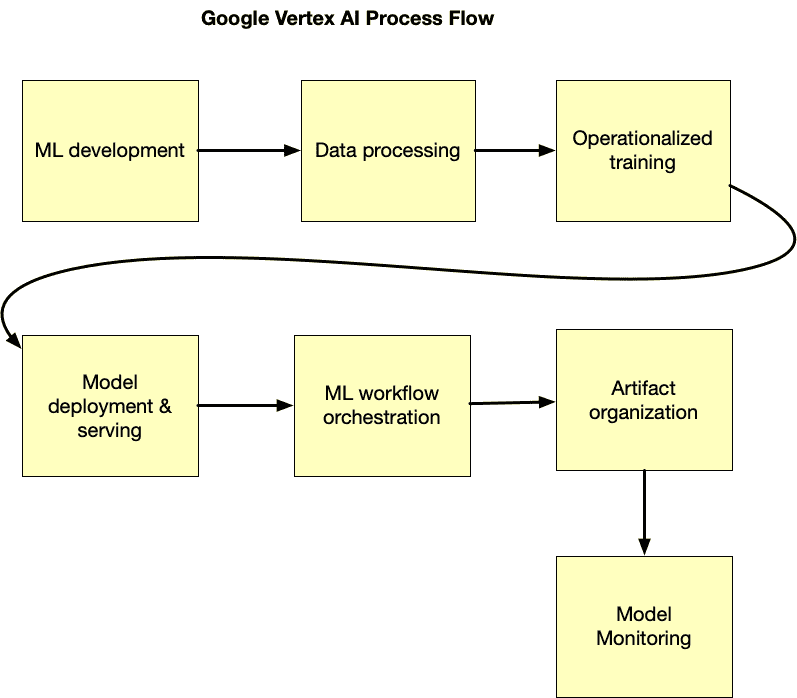 Google Vertex AI Process Flow
ML development
Data processing
Operationalized
training
Model
deployment &
serving
ML workflow
orchestration
Artifact
organization
Model
Monitoring